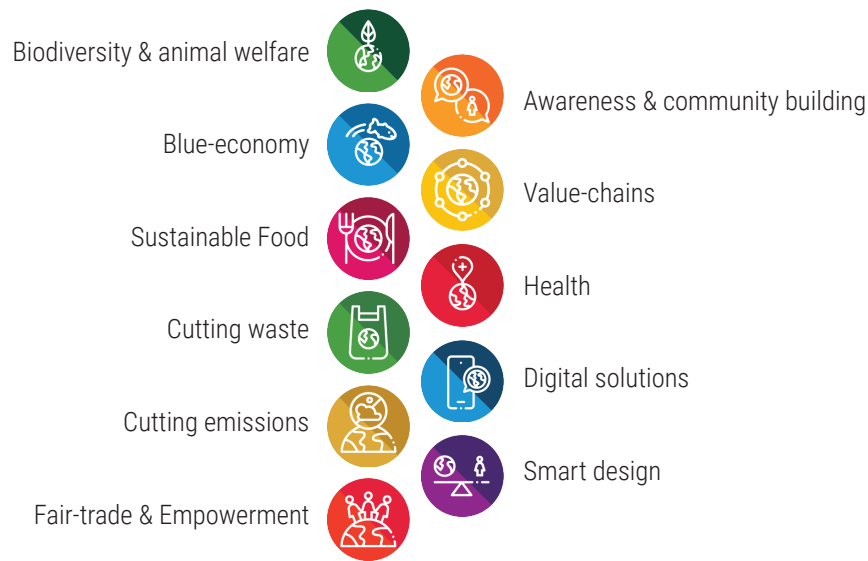 Biodiversity & animal welfare
Awareness & community building
Blue-economy
Value-chains
Sustainable Food
Health
Cutting waste
Digital solutions
Cutting emissions
Smart design
Fair-trade & Empowerment